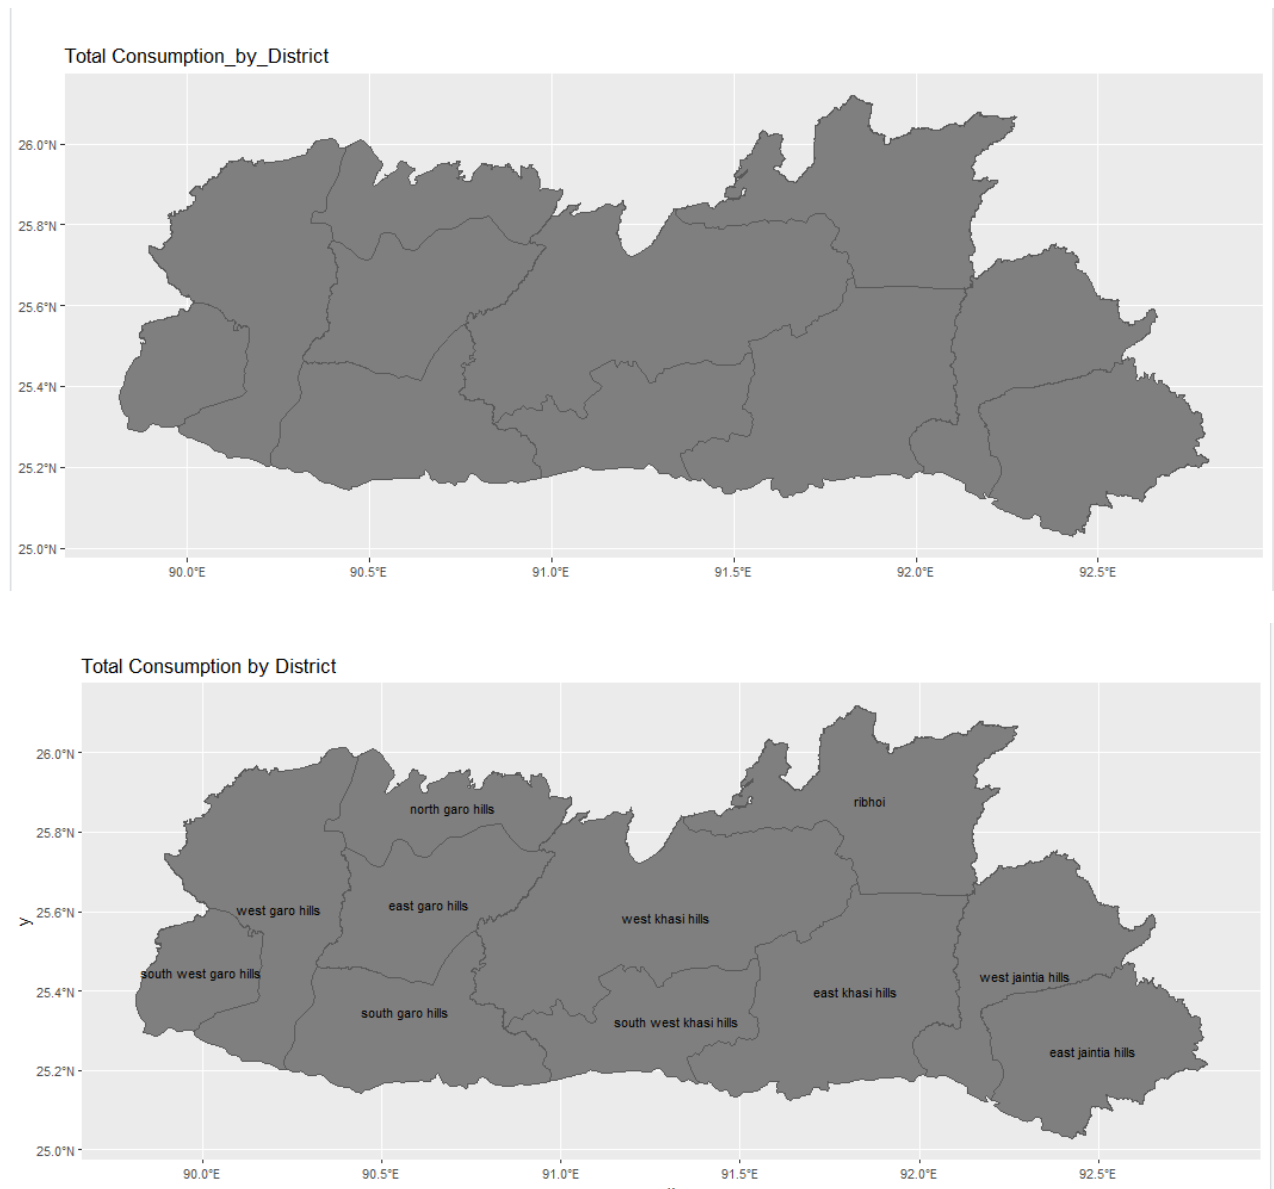 Total Consumption_by_District
26.0°N
25.8°N
25.6°N
25.4°N
25.2°N
25.0°N
90.0°E 90.5°E 91.0°E 91.5°E 92.0°E 92.5°E
Total Consumption by District
26.0°N
ribhoi
north garo hills
25.8°N
east garo hills
25.6°N
west garo hills
west khasi hills
y
south west garo hills
west jaintia hills
25.4°N
east khasi hills
south garo hills
south west khasi hills
east jaintia hills
25.2°N
25.0°N
90.0°E 90.5°E 91.0°E 91.5°E 92.0°E 92.5°E